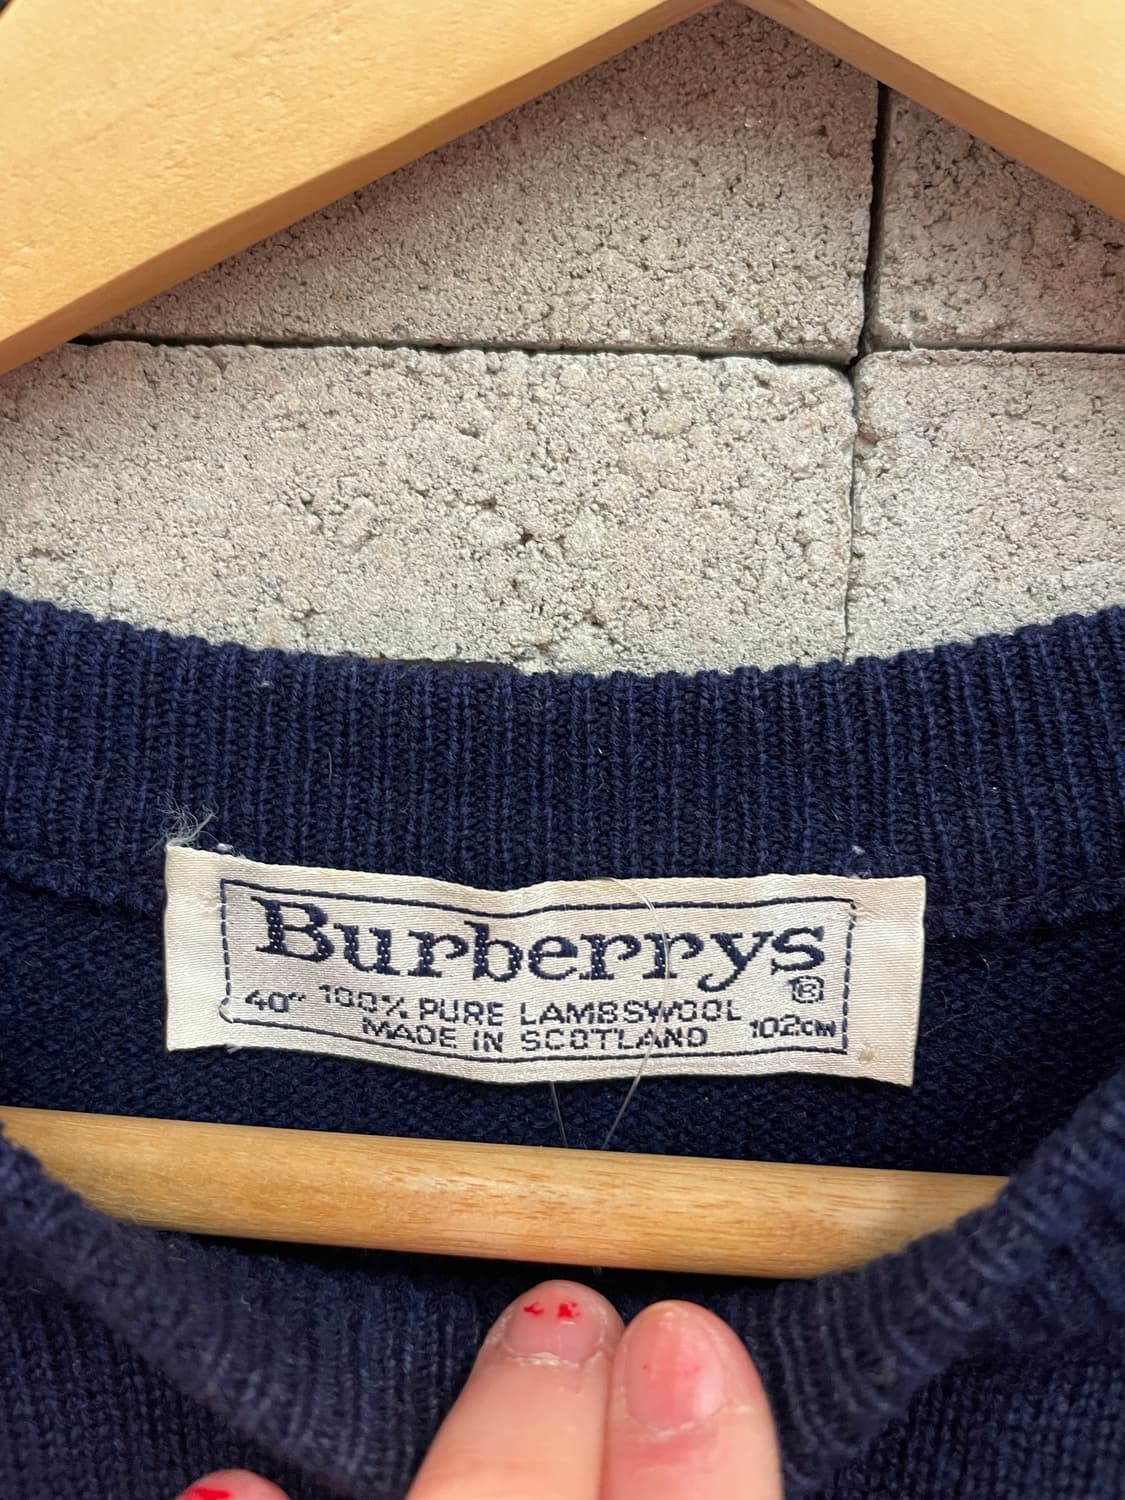 Burberrys®
40" 100% PURE LAMBSWOOL
MADE IN SCOTLAND 102CM